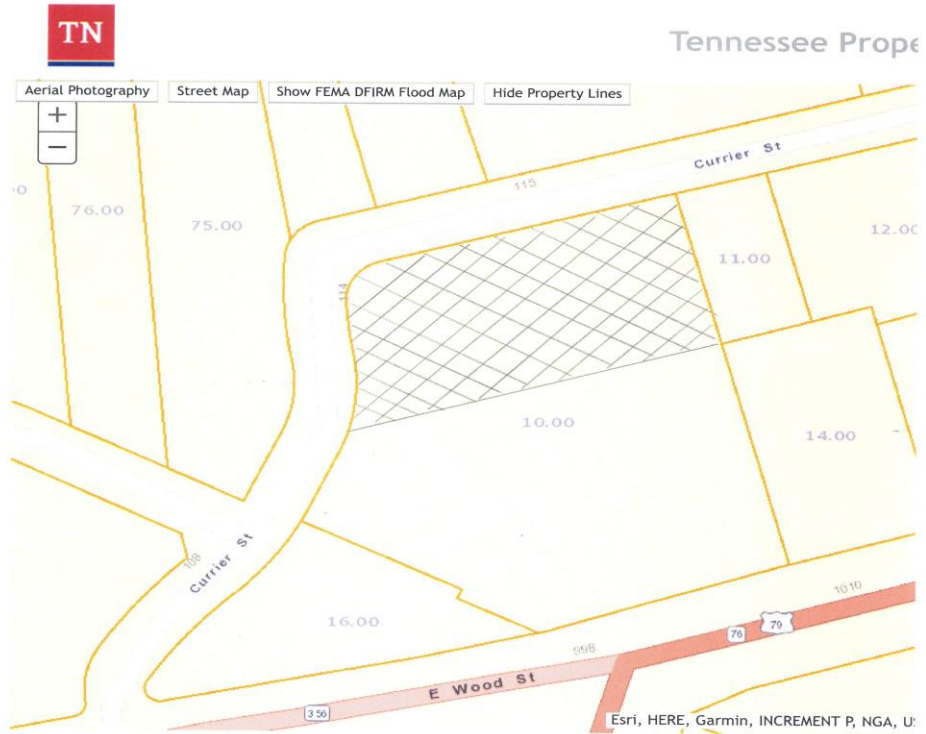 TN
Tennessee Prope
Aerial Photography
Street Map
Show FEMA DFIRM Flood Map
Hide Property Lines
+
−
Currier St
115
76.00
75.00
11.00
12.00
114
10.00
14.00
108
Currier St
16.00
1010
76
79
998
E Wood St
356
Esri, HERE, Garmin, INCREMENT P, NGA, U